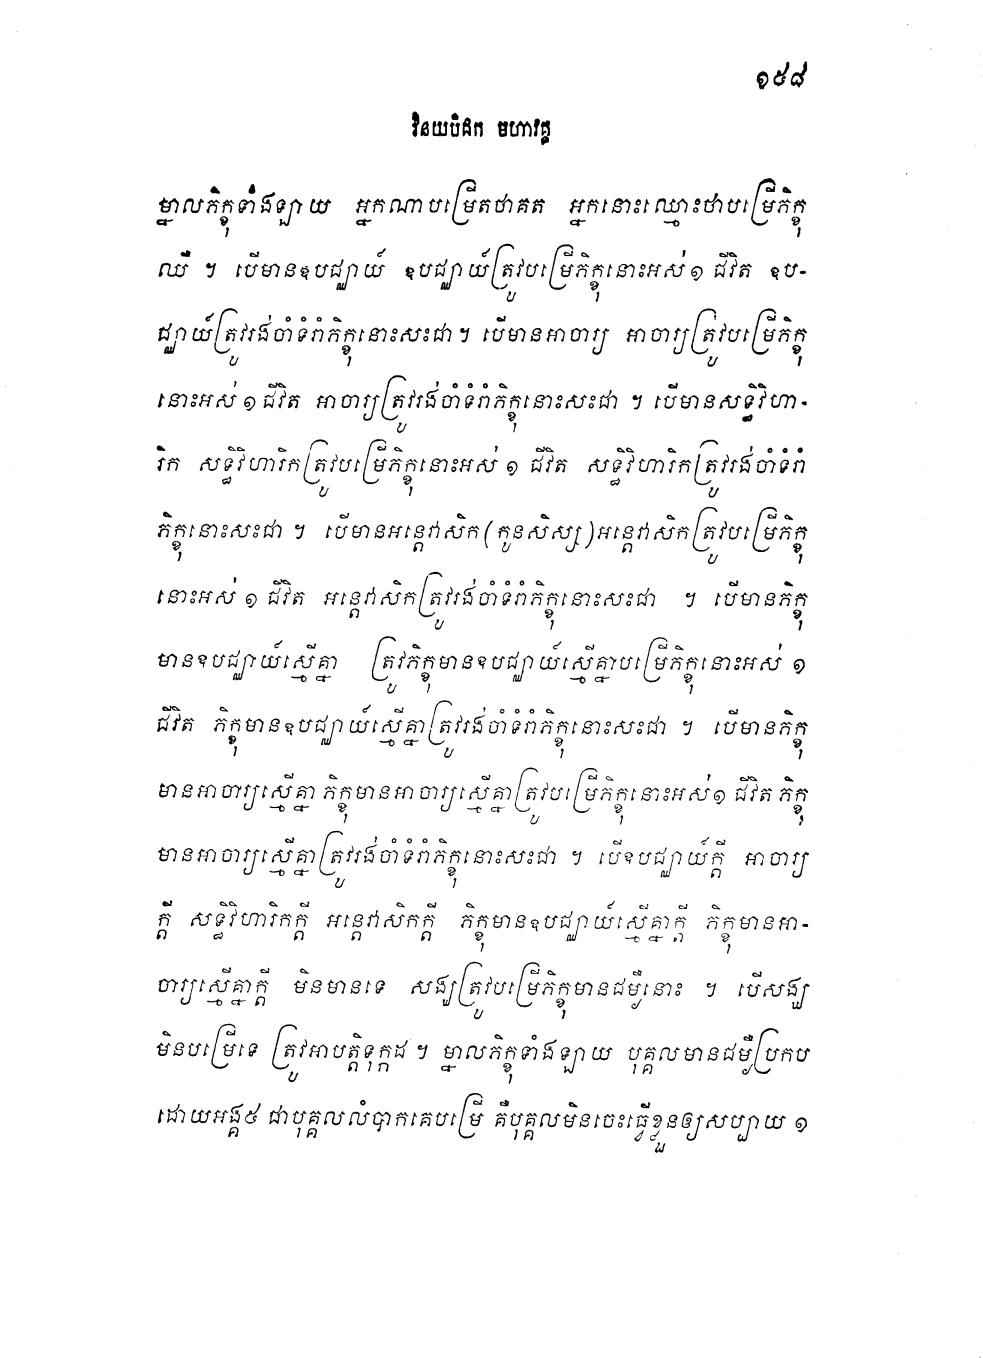 ១៥៨
វិនយបិដក មហាវគ្គ
ម្នាលភិក្ខុទាំងឡាយ អ្នកណាបម្រើតថាគត អ្នកនោះឈ្មោះថាបម្រើភិក្ខុ
ឈឺ ។ បើមានឧបជ្ឈាយ៍ ឧបជ្ឈាយ៍ត្រូវបម្រើភិក្ខុនោះអស់ ១ ជីវិត ឧប-
ជ្ឈាយ៍ត្រូវរង់ចាំទំរាំភិក្ខុនោះសះជា ។ បើមានអាចារ្យ អាចារ្យត្រូវបម្រើភិក្ខុ
នោះអស់ ១ ជីវិត អាចារ្យត្រូវរង់ចាំទំរាំភិក្ខុនោះសះជា ។ បើមានសទ្ធិវិហា-
រិក សទ្ធិវិហារិកត្រូវបម្រើភិក្ខុនោះអស់ ១ ជីវិត សទ្ធិវិហារិកត្រូវរង់ចាំទំរាំ
ភិក្ខុនោះសះជា ។ បើមានអន្តេវាសិក (កូនសិស្ស) អន្តេវាសិកត្រូវបម្រើភិក្ខុ
នោះអស់ ១ ជីវិត អន្តេវាសិកត្រូវរង់ចាំទំរាំភិក្ខុនោះសះជា ។ បើមានភិក្ខុ
មានឧបជ្ឈាយ៍ស្មើគ្នា ត្រូវភិក្ខុមានឧបជ្ឈាយ៍ស្មើគ្នាបម្រើភិក្ខុនោះអស់ ១
ជីវិត ភិក្ខុមានឧបជ្ឈាយ៍ស្មើគ្នាត្រូវរង់ចាំទំរាំភិក្ខុនោះសះជា ។ បើមានភិក្ខុ
មានអាចារ្យស្មើគ្នា ភិក្ខុមានអាចារ្យស្មើគ្នាត្រូវបម្រើភិក្ខុនោះអស់ ១ ជីវិត ភិក្ខុ
មានអាចារ្យស្មើគ្នាត្រូវរង់ចាំទំរាំភិក្ខុនោះសះជា ។ បើឧបជ្ឈាយ៍ក្តី អាចារ្យ
ក្តី សទ្ធិវិហារិកក្តី អន្តេវាសិកក្តី ភិក្ខុមានឧបជ្ឈាយ៍ស្មើគ្នាក្តី ភិក្ខុមានអា-
ចារ្យស្មើគ្នាក្តី មិនមានទេ សង្ឃត្រូវបម្រើភិក្ខុមានជម្ងឺនោះ ។ បើសង្ឃ
មិនបម្រើទេ ត្រូវអាបត្តិទុក្កដ ។ ម្នាលភិក្ខុទាំងឡាយ បុគ្គលមានជម្ងឺប្រកប
ដោយអង្គ ៥ ជាបុគ្គលលំបាកគេបម្រើ គឺបុគ្គលមិនចេះធ្វើខ្លួនឲ្យសប្បាយ ១